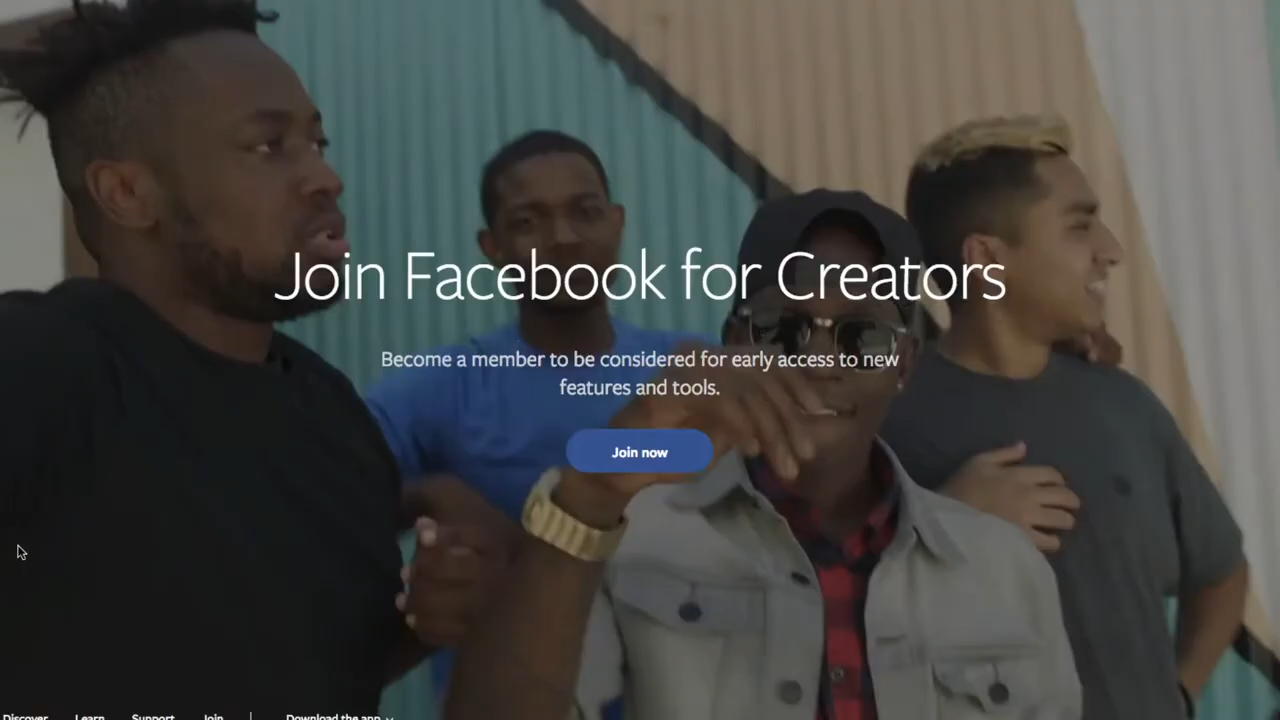 Join Facebook for Creators
Become a member to be considered for early access to new
features and tools.
Join now
Discover Learn Support Join Download the app